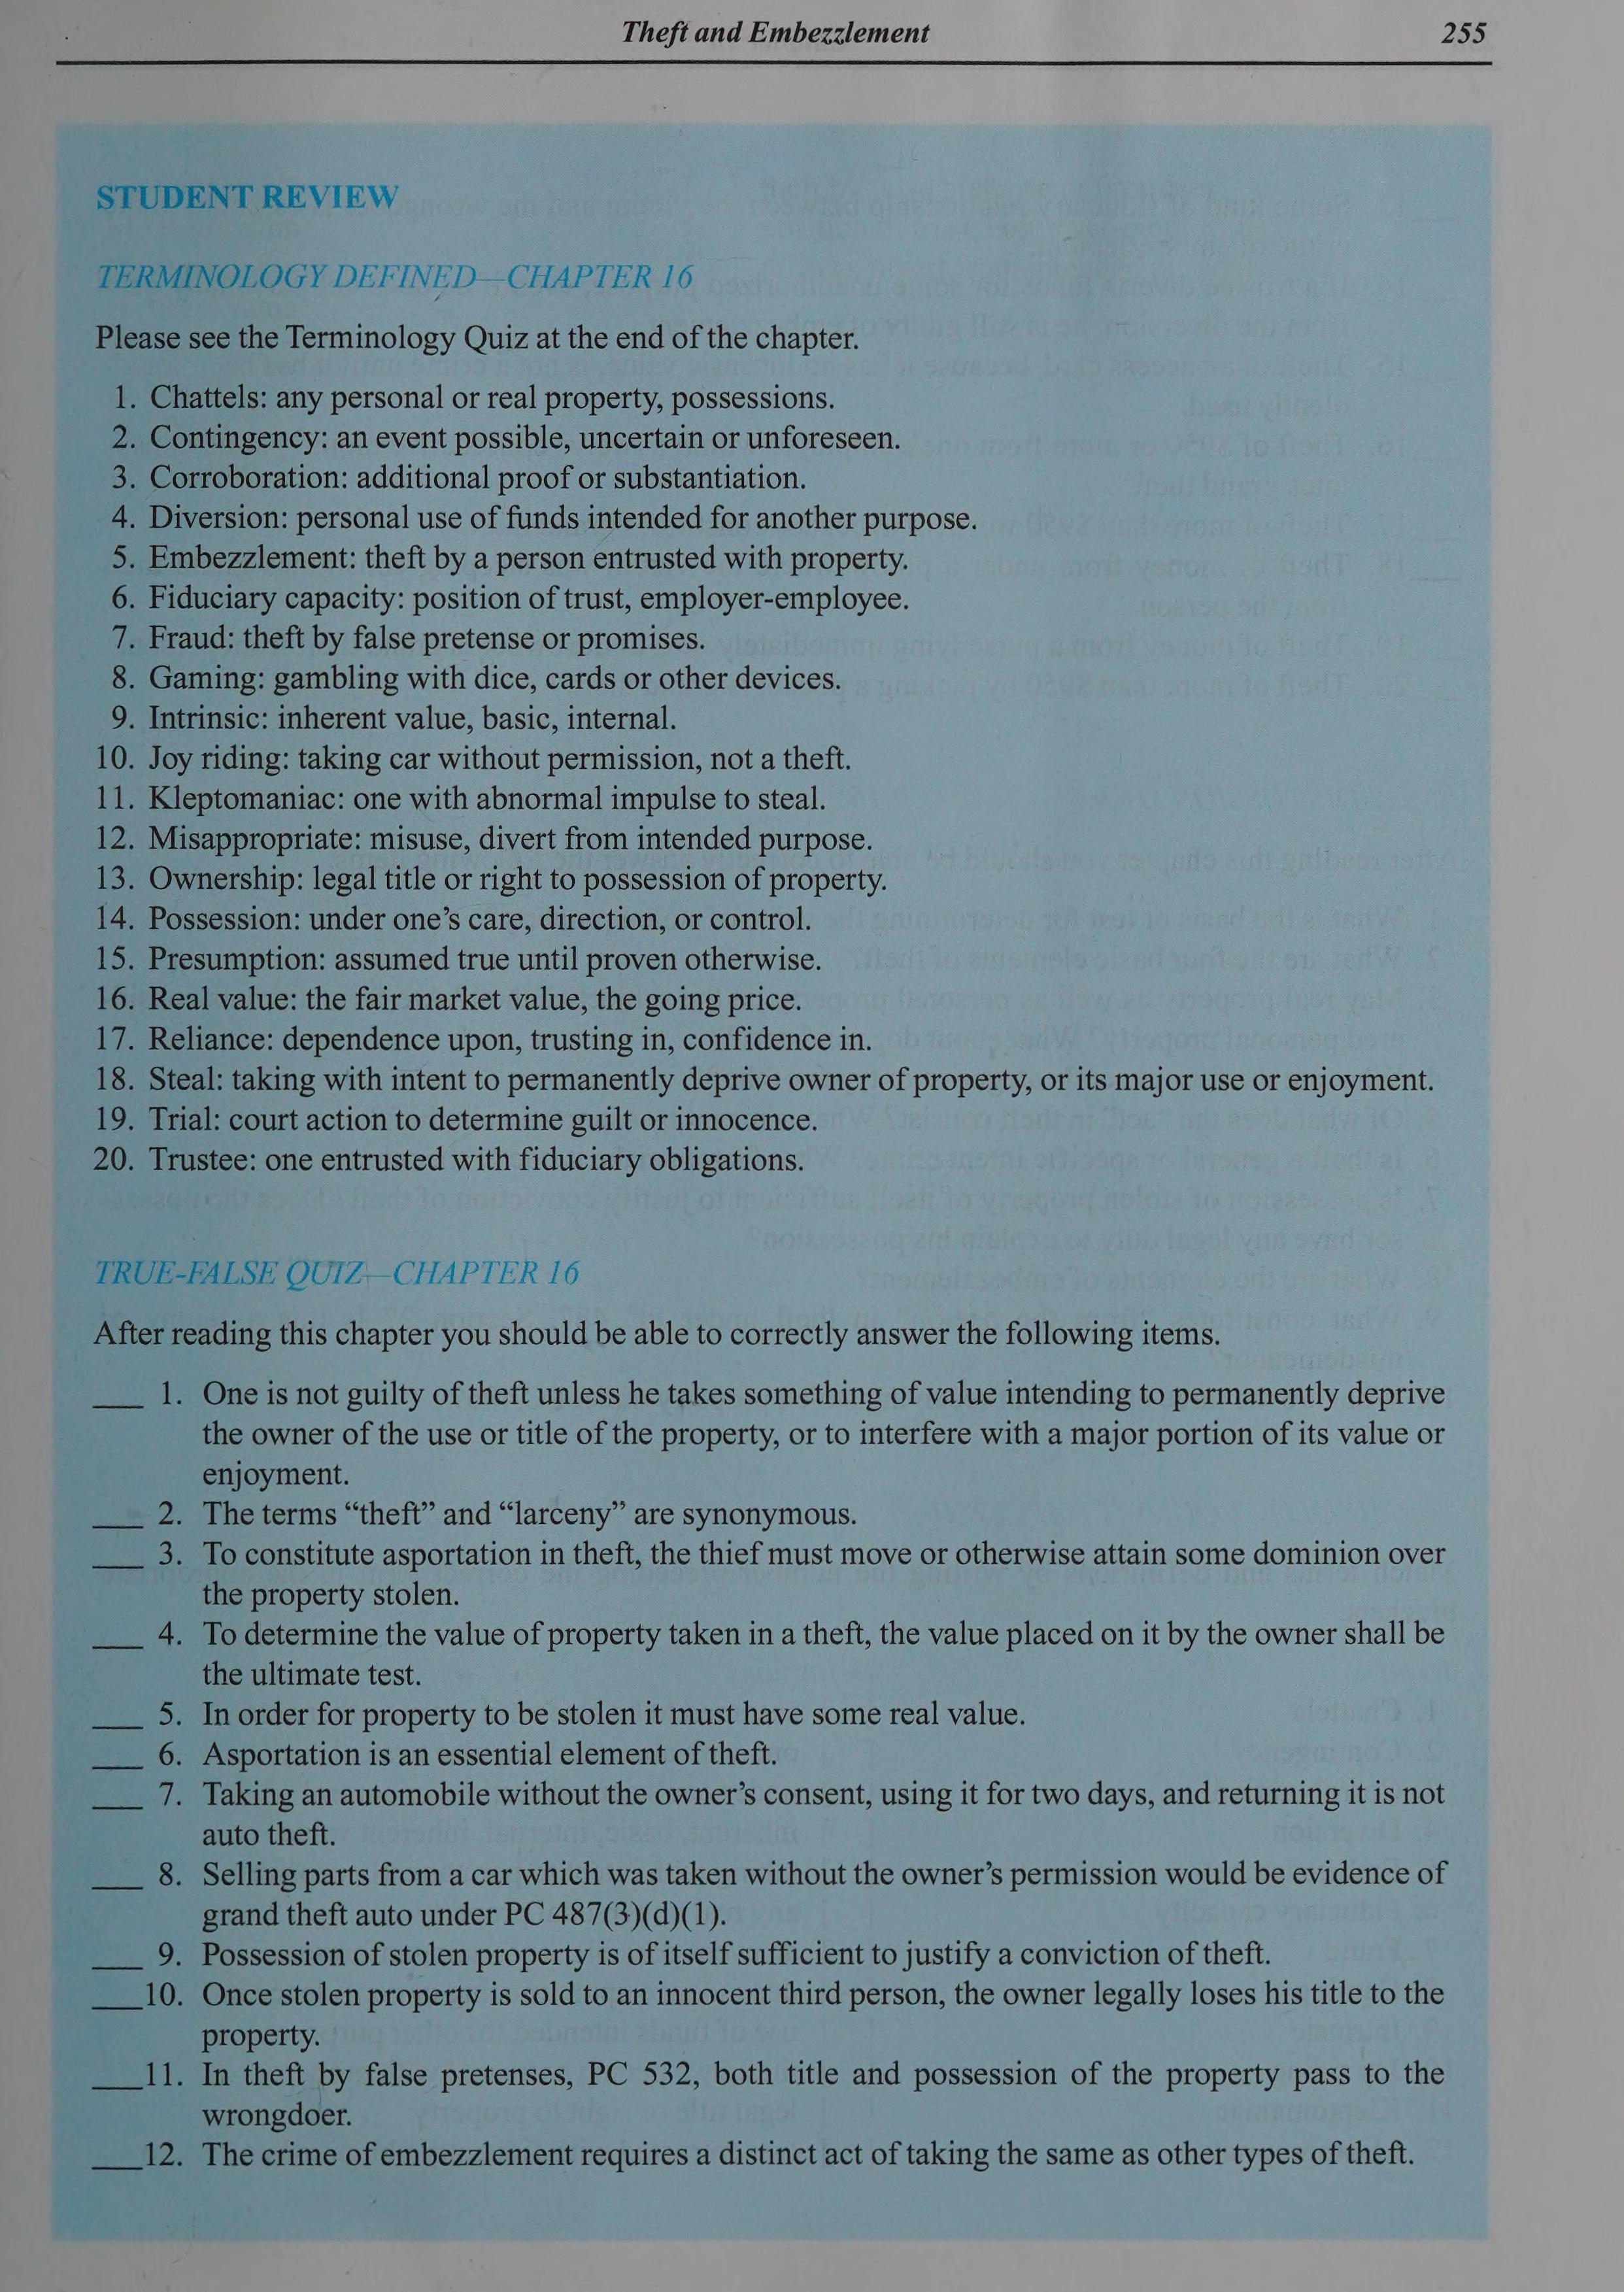 Theft and Embezzlement 255
STUDENT REVIEW
TERMINOLOGY DEFINED—CHAPTER 16
Please see the Terminology Quiz at the end of the chapter.
1. Chattels: any personal or real property, possessions.
2. Contingency: an event possible, uncertain or unforeseen.
3. Corroboration: additional proof or substantiation.
4. Diversion: personal use of funds intended for another purpose.
5. Embezzlement: theft by a person entrusted with property.
6. Fiduciary capacity: position of trust, employer-employee.
7. Fraud: theft by false pretense or promises.
8. Gaming: gambling with dice, cards or other devices.
9. Intrinsic: inherent value, basic, internal.
10. Joy riding: taking car without permission, not a theft.
11. Kleptomaniac: one with abnormal impulse to steal.
12. Misappropriate: misuse, divert from intended purpose.
13. Ownership: legal title or right to possession of property.
14. Possession: under one's care, direction, or control.
15. Presumption: assumed true until proven otherwise.
16. Real value: the fair market value, the going price.
17. Reliance: dependence upon, trusting in, confidence in.
18. Steal: taking with intent to permanently deprive owner of property, or its major use or enjoyment.
19. Trial: court action to determine guilt or innocence.
20. Trustee: one entrusted with fiduciary obligations.
TRUE-FALSE QUIZ—CHAPTER 16
After reading this chapter you should be able to correctly answer the following items.
___ 1. One is not guilty of theft unless he takes something of value intending to permanently deprive
the owner of the use or title of the property, or to interfere with a major portion of its value or
enjoyment.
___ 2. The terms “theft” and “larceny” are synonymous.
___ 3. To constitute asportation in theft, the thief must move or otherwise attain some dominion over
the property stolen.
___ 4. To determine the value of property taken in a theft, the value placed on it by the owner shall be
the ultimate test.
___ 5. In order for property to be stolen it must have some real value.
___ 6. Asportation is an essential element of theft.
___ 7. Taking an automobile without the owner's consent, using it for two days, and returning it is not
auto theft.
___ 8. Selling parts from a car which was taken without the owner's permission would be evidence of
grand theft auto under PC 487(3)(d)(1).
___ 9. Possession of stolen property is of itself sufficient to justify a conviction of theft.
___10. Once stolen property is sold to an innocent third person, the owner legally loses his title to the
property.
___11. In theft by false pretenses, PC 532, both title and possession of the property pass to the
wrongdoer.
___12. The crime of embezzlement requires a distinct act of taking the same as other types of theft.